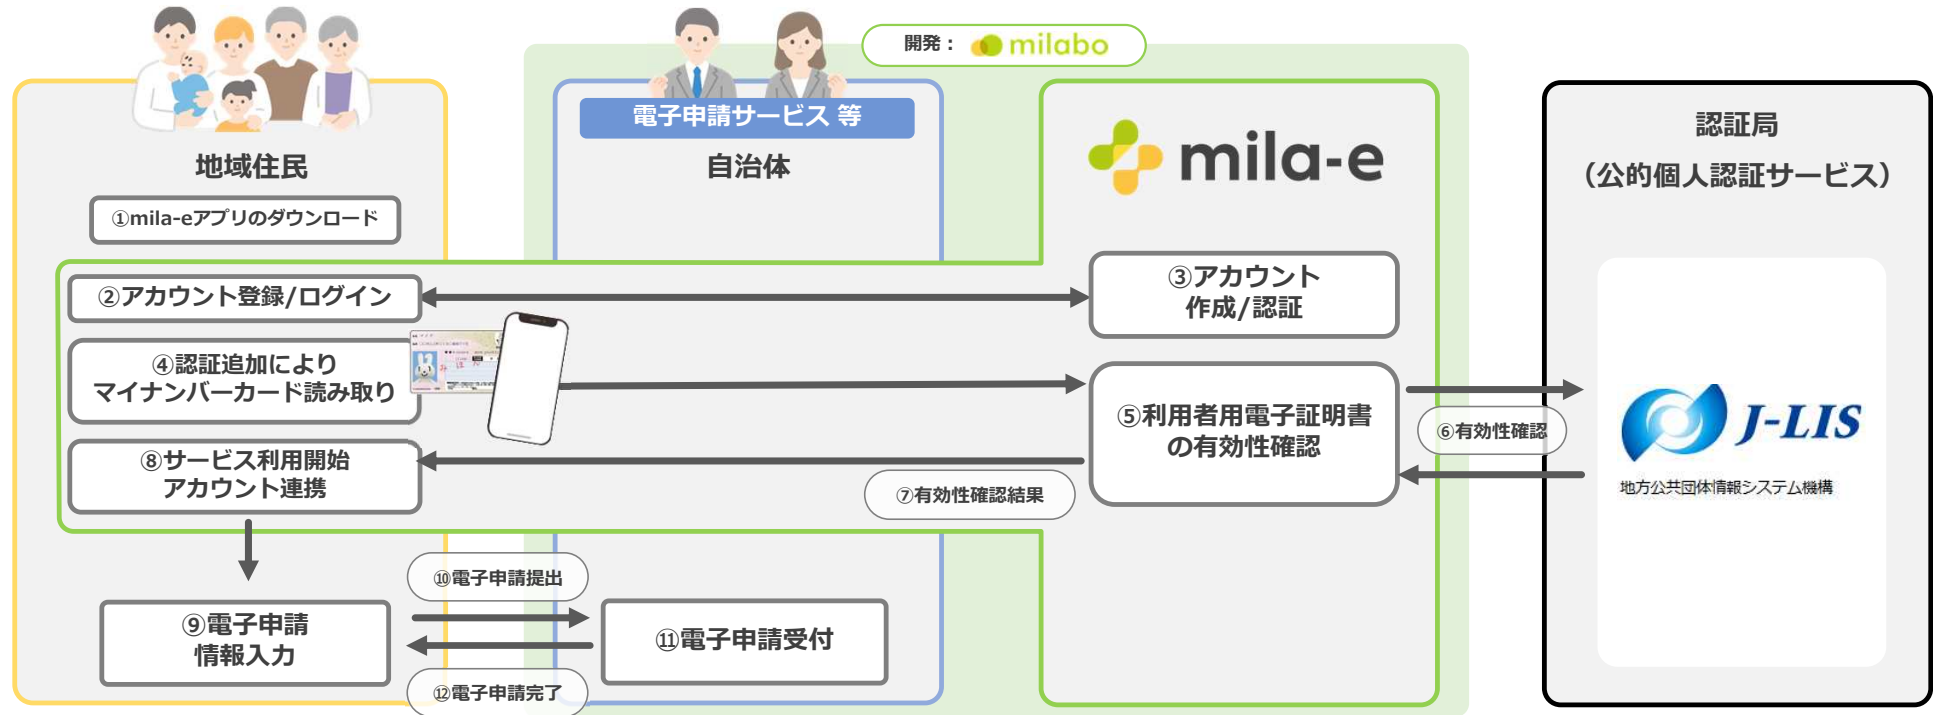 開発： milabo
電子申請サービス 等
地域住民
自治体
mila-e
認証局
（公的個人認証サービス）
①mila-eアプリのダウンロード
②アカウント登録/ログイン
③アカウント
作成/認証
④認証追加により
マイナンバーカード読み取り
⑤利用者用電子証明書
の有効性確認
⑥有効性確認
J-LIS
地方公共団体情報システム機構
⑦有効性確認結果
⑧サービス利用開始
アカウント連携
⑨電子申請
情報入力
⑩電子申請提出
⑪電子申請受付
⑫電子申請完了